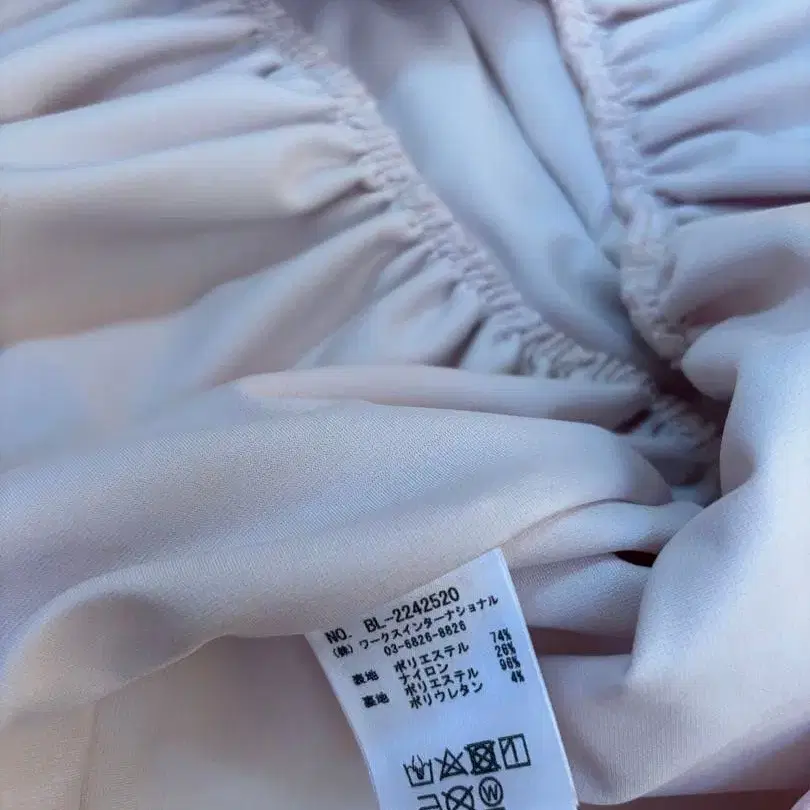 NO. BL-2242520
(株)ワークスインターナショナル
03-6826-8826
表地 ポリエステル 74%
ナイロン 26%
裏地 ポリエステル 96%
ポリウレタン 4%
W